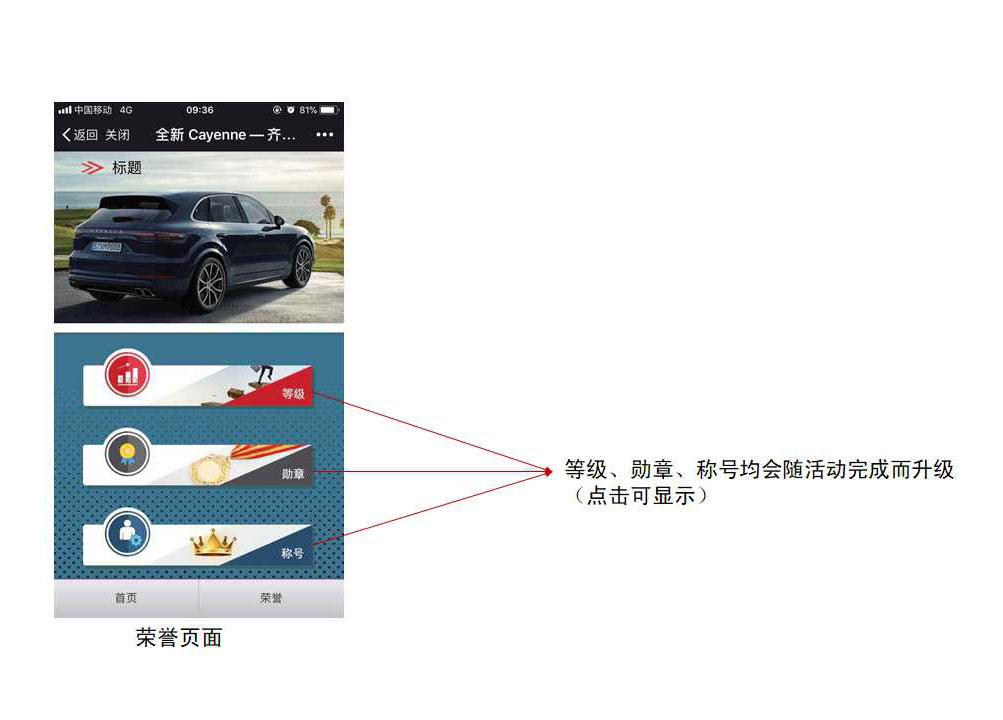 中国移动 4G 09:36 81%
返回 关闭 全新 Cayenne — 齐... •••
标题
等级
勋章
称号
等级、勋章、称号均会随活动完成而升级
（点击可显示）
首页 荣誉
荣誉页面